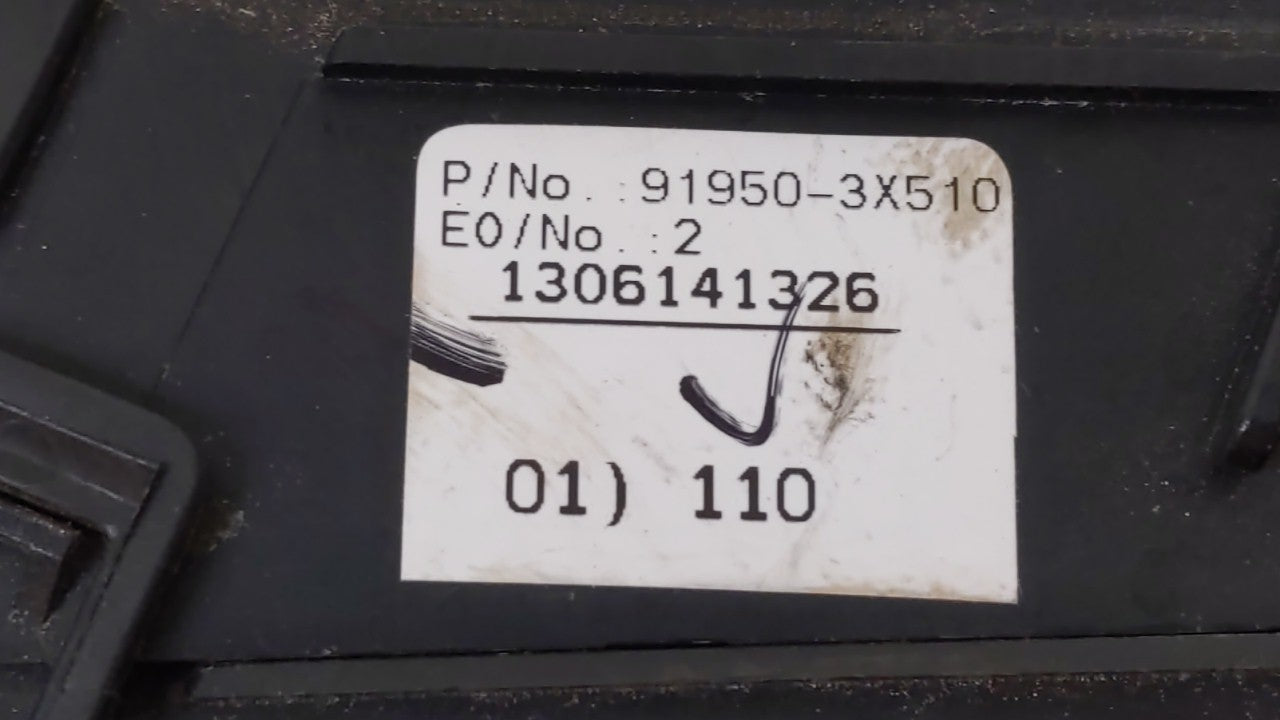 P/No. : 91950-3X510
E0/No. : 2
1306141326
01) 110